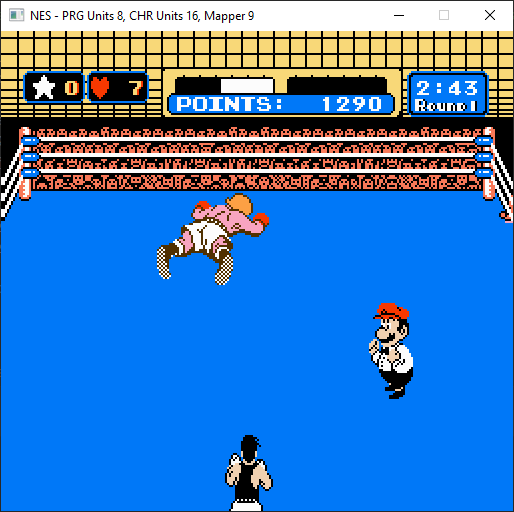 NES - PRG Units 8, CHR Units 16, Mapper 9
0 7
POINTS: 1290
2:43
Round 1